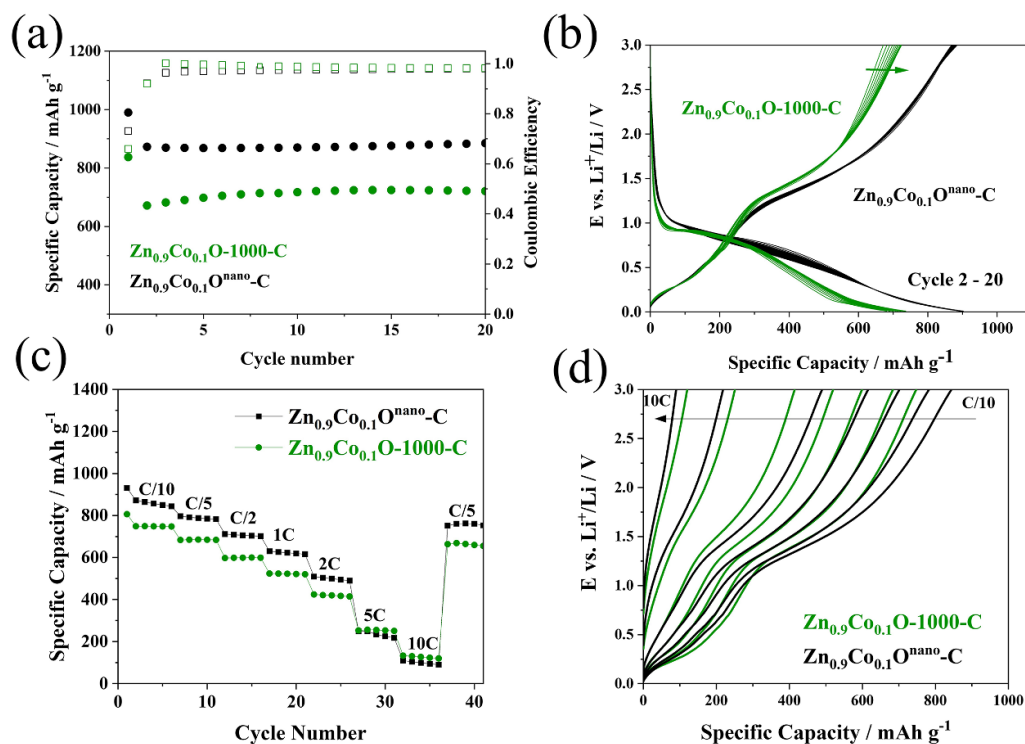 (a)
1200
1100
1000
900
800
700
600
500
400
300
Specific Capacity / mAh g⁻¹
1.0
0.8
0.6
0.4
0.2
0.0
Coulombic Efficiency
Zn₀.₉Co₀.₁O-1000-C
Zn₀.₉Co₀.₁Oⁿᵃⁿᵒ-C
0 5 10 15 20
Cycle number
(b)
3.0
2.5
2.0
1.5
1.0
0.5
0.0
E vs. Li⁺/Li / V
Zn₀.₉Co₀.₁O-1000-C
Zn₀.₉Co₀.₁Oⁿᵃⁿᵒ-C
Cycle 2 - 20
0 200 400 600 800 1000
Specific Capacity / mAh g⁻¹
(c)
1400
1200
1000
800
600
400
200
0
Specific Capacity / mAh g⁻¹
Zn₀.₉Co₀.₁Oⁿᵃⁿᵒ-C
Zn₀.₉Co₀.₁O-1000-C
C/10
C/5
C/2
1C
2C
5C
10C
C/5
0 10 20 30 40
Cycle Number
(d)
3.0
2.5
2.0
1.5
1.0
0.5
0.0
E vs. Li⁺/Li / V
10C
C/10
Zn₀.₉Co₀.₁O-1000-C
Zn₀.₉Co₀.₁Oⁿᵃⁿᵒ-C
0 200 400 600 800 1000
Specific Capacity / mAh g⁻¹